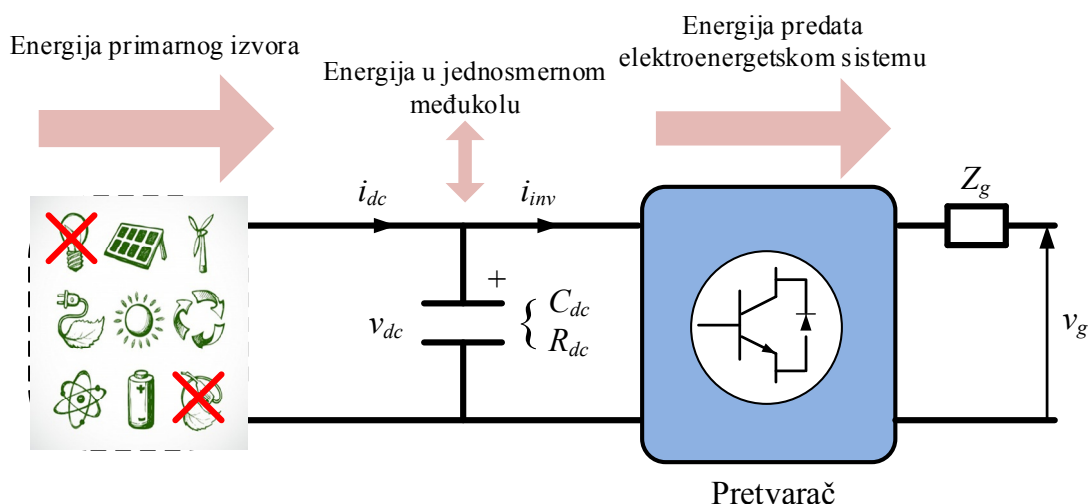 Energija primarnog izvora
Energija u jednosmernom
međukolu
Energija predata
elektroenergetskom sistemu
i_dc
i_inv
Z_g
+
v_dc
{ C_dc
R_dc
v_g
Pretvarač